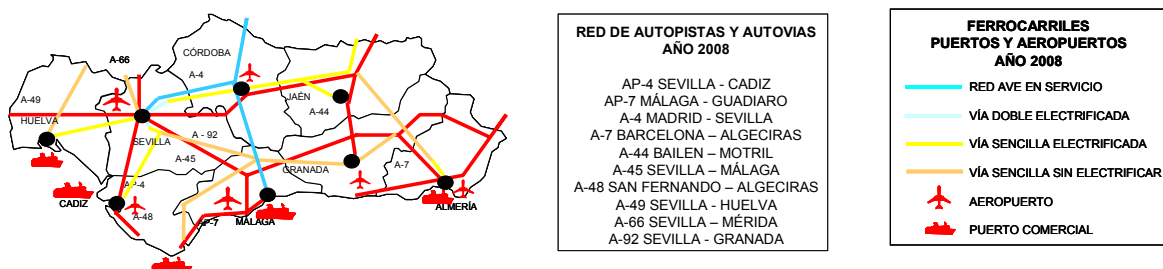 A-66
CÓRDOBA
A-4
A-49
HUELVA
JAÉN
A-44
SEVILLA
A - 92
A-45
GRANADA
A-7
AP-4
CADIZ
A-48
AP-7
MÁLAGA
ALMERÍA
RED DE AUTOPISTAS Y AUTOVIAS
AÑO 2008
AP-4 SEVILLA - CADIZ
AP-7 MÁLAGA - GUADIARO
A-4 MADRID - SEVILLA
A-7 BARCELONA – ALGECIRAS
A-44 BAILEN – MOTRIL
A-45 SEVILLA – MÁLAGA
A-48 SAN FERNANDO – ALGECIRAS
A-49 SEVILLA - HUELVA
A-66 SEVILLA – MÉRIDA
A-92 SEVILLA - GRANADA
FERROCARRILES
PUERTOS Y AEROPUERTOS
AÑO 2008
RED AVE EN SERVICIO
VÍA DOBLE ELECTRIFICADA
VÍA SENCILLA ELECTRIFICADA
VÍA SENCILLA SIN ELECTRIFICAR
AEROPUERTO
PUERTO COMERCIAL